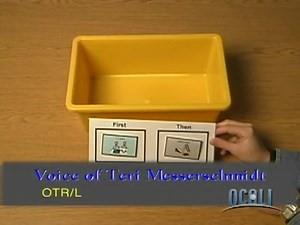 First Then
Voice of Teri Messerschmidt
OTR/L
OCALI